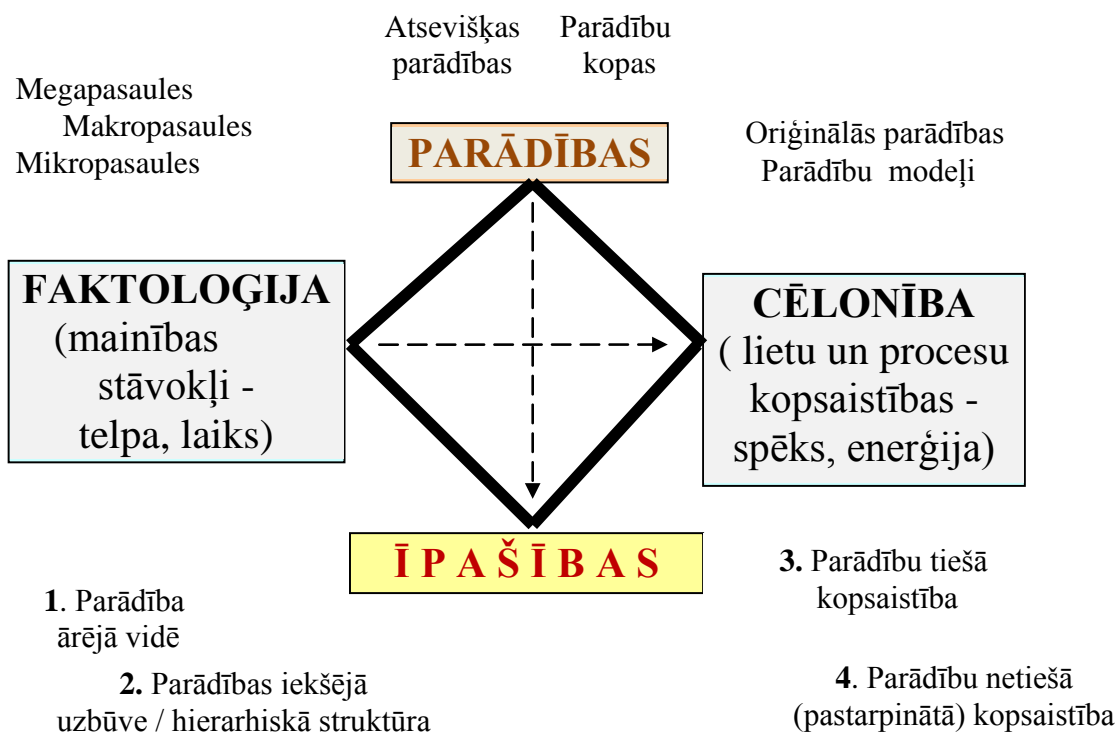 Atsevišķas parādības
Parādību kopas
Megapasaules
Makropasaules
Mikropasaules
PARĀDĪBAS
Oriģinālās parādības
Parādību modeļi
FAKTOLOĢIJA
(mainības
stāvokļi -
telpa, laiks)
CĒLONĪBA
( lietu un procesu
kopsaistības -
spēks, enerģija)
Ī P A Š Ī B A S
1. Parādība
ārējā vidē
2. Parādības iekšējā
uzbūve / hierarhiskā struktūra
3. Parādību tiešā
kopsaistība
4. Parādību netiešā
(pastarpinātā) kopsaistība